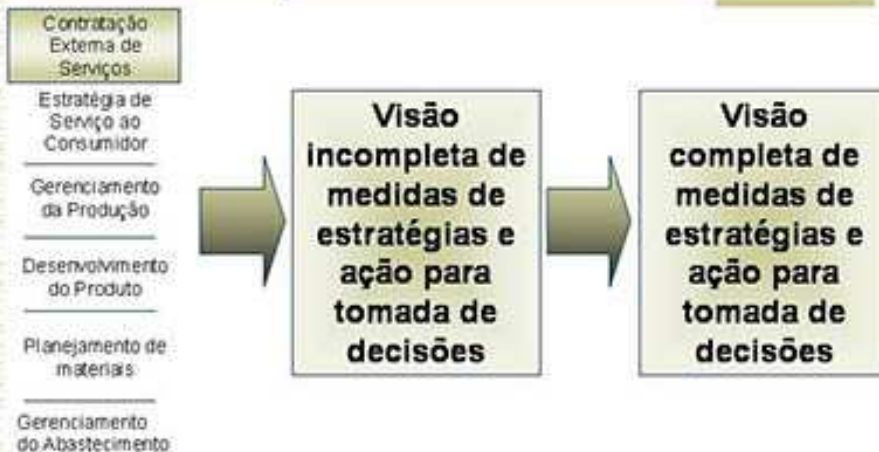 Contratação
Externa de
Serviços
Estratégia de
Serviço ao
Consumidor
Gerenciamento
da Produção
Desenvolvimento
do Produto
Planejamento de
materiais
Gerenciamento
do Abastecimento
Visão
incompleta de
medidas de
estratégias e
ação para
tomada de
decisões
Visão
completa de
medidas de
estratégias e
ação para
tomada de
decisões